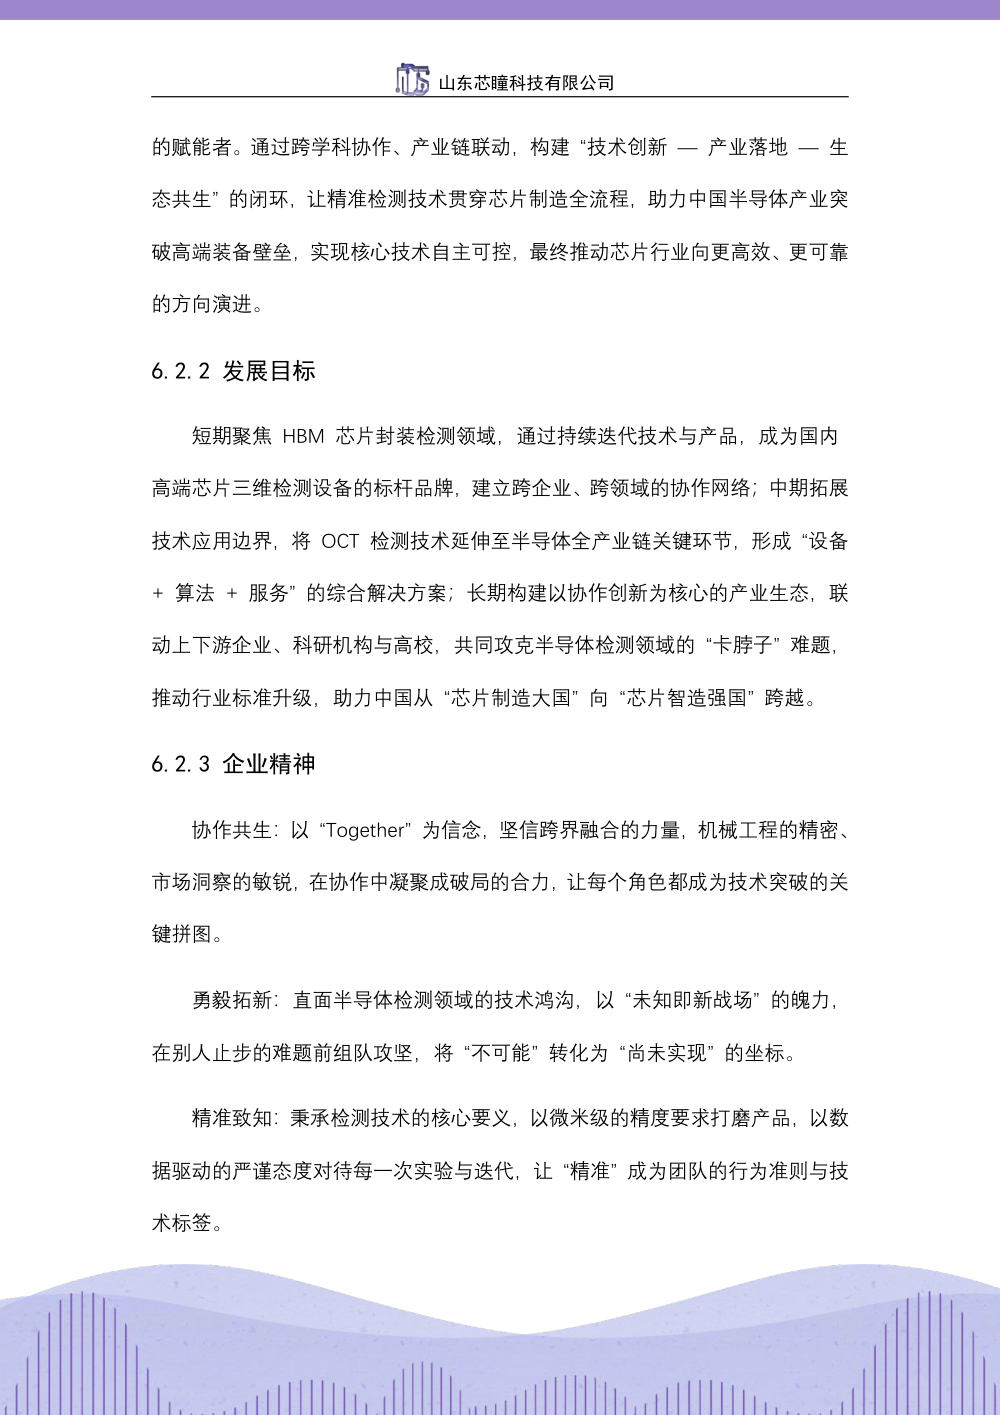 山东芯瞳科技有限公司
的赋能者。通过跨学科协作、产业链联动，构建 “技术创新 — 产业落地 — 生
态共生” 的闭环，让精准检测技术贯穿芯片制造全流程，助力中国半导体产业突
破高端装备壁垒，实现核心技术自主可控，最终推动芯片行业向更高效、更可靠
的方向演进。
6.2.2 发展目标
短期聚焦 HBM 芯片封装检测领域，通过持续迭代技术与产品，成为国内
高端芯片三维检测设备的标杆品牌，建立跨企业、跨领域的协作网络；中期拓展
技术应用边界，将 OCT 检测技术延伸至半导体全产业链关键环节，形成 “设备
+ 算法 + 服务” 的综合解决方案；长期构建以协作创新为核心的产业生态，联
动上下游企业、科研机构与高校，共同攻克半导体检测领域的 “卡脖子” 难题，
推动行业标准升级，助力中国从 “芯片制造大国” 向 “芯片智造强国” 跨越。
6.2.3 企业精神
协作共生：以 “Together” 为信念，坚信跨界融合的力量，机械工程的精密、
市场洞察的敏锐，在协作中凝聚成破局的合力，让每个角色都成为技术突破的关
键拼图。
勇毅拓新：直面半导体检测领域的技术鸿沟，以 “未知即新战场” 的魄力，
在别人止步的难题前组队攻坚，将 “不可能” 转化为 “尚未实现” 的坐标。
精准致知：秉承检测技术的核心要义，以微米级的精度要求打磨产品，以数
据驱动的严谨态度对待每一次实验与迭代，让 “精准” 成为团队的行为准则与技
术标签。